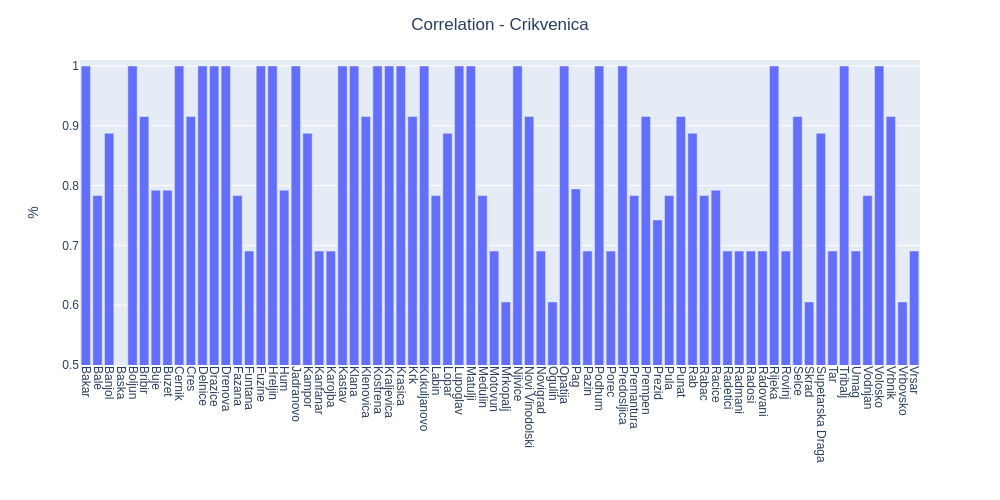 Correlation - Crikvenica
%
1
0.9
0.8
0.7
0.6
0.5
Bakar
Bale
Banjol
Baska
Boljun
Bribir
Buje
Buzet
Cernik
Cres
Delnice
Drazice
Drenova
Fazana
Funtana
Fuzine
Hreljin
Hum
Jadranovo
Kampor
Kanfanar
Karojba
Kastav
Klana
Klenovica
Kostrena
Kraljevica
Krasica
Krk
Kukuljanovo
Labin
Lopar
Lupoglav
Matulji
Medulin
Motovun
Mrkopalj
Njivice
Novi Vinodolski
Novigrad
Ogulin
Opatija
Pag
Pazin
Podhum
Porec
Predosljica
Premantura
Prempen
Prezid
Pula
Punat
Rab
Rabac
Racice
Radetici
Radmani
Radosi
Rádovani
Rijeka
Rovinj
Selce
Skrad
Supetarska Draga
Tar
Tribalj
Umag
Vodnjan
Volosko
Vrbnik
Vrbovsko
Vrsar